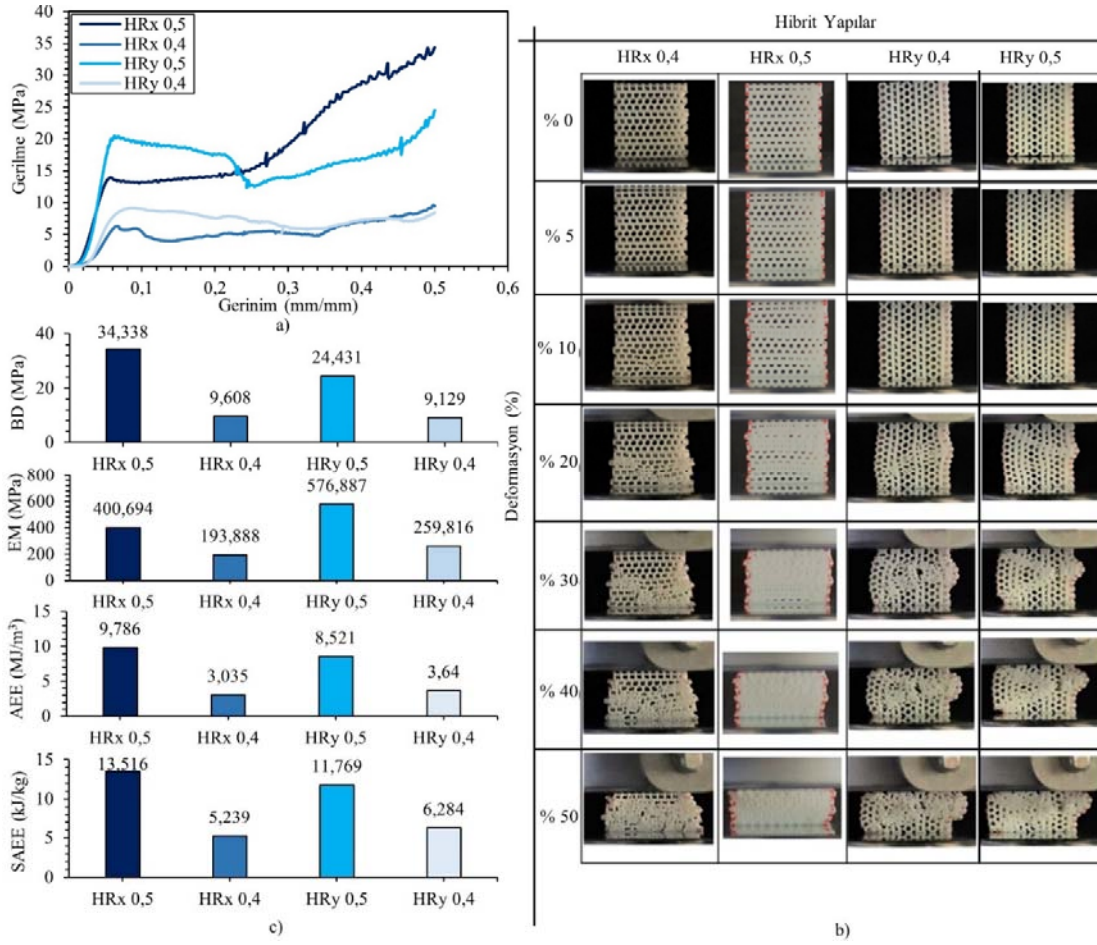 40
35
30
25
20
15
10
5
0
Gerilme (MPa)
HRx 0,5
HRx 0,4
HRy 0,5
HRy 0,4
0 0,1 0,2 0,3 0,4 0,5 0,6
Gerinim (mm/mm)
a)
BD (MPa)
40
20
0
34,338
9,608
24,431
9,129
HRx 0,5 HRx 0,4 HRy 0,5 HRy 0,4
EM (MPa)
800
600
400
200
0
400,694
193,888
576,887
259,816
HRx 0,5 HRx 0,4 HRy 0,5 HRy 0,4
AEE (MJ/m³)
15
10
5
0
9,786
3,035
8,521
3,64
HRx 0,5 HRx 0,4 HRy 0,5 HRy 0,4
SAEE (kJ/kg)
15
10
5
0
13,516
5,239
11,769
6,284
HRx 0,5 HRx 0,4 HRy 0,5 HRy 0,4
c)
Hibrit Yapılar
HRx 0,4 HRx 0,5 HRy 0,4 HRy 0,5
Deformasyon (%)
% 0
% 5
% 10
% 20
% 30
% 40
% 50
b)